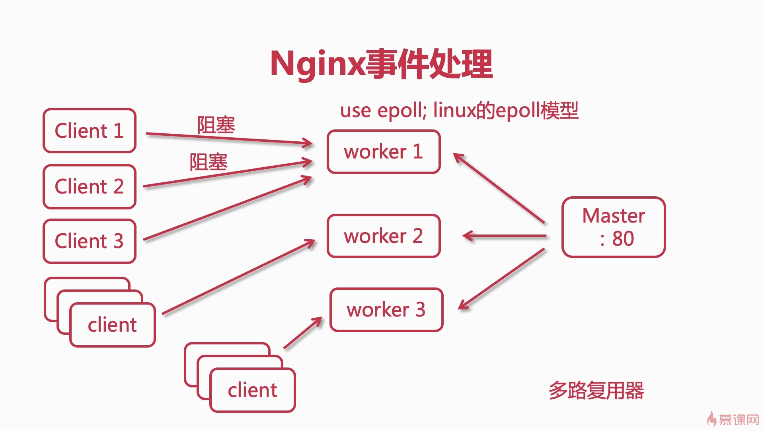 Nginx事件处理
use epoll; linux的epoll模型
Client 1
阻塞
worker 1
Client 2
阻塞
Client 3
worker 2
Master
：80
client
worker 3
client
多路复用器
慕课网